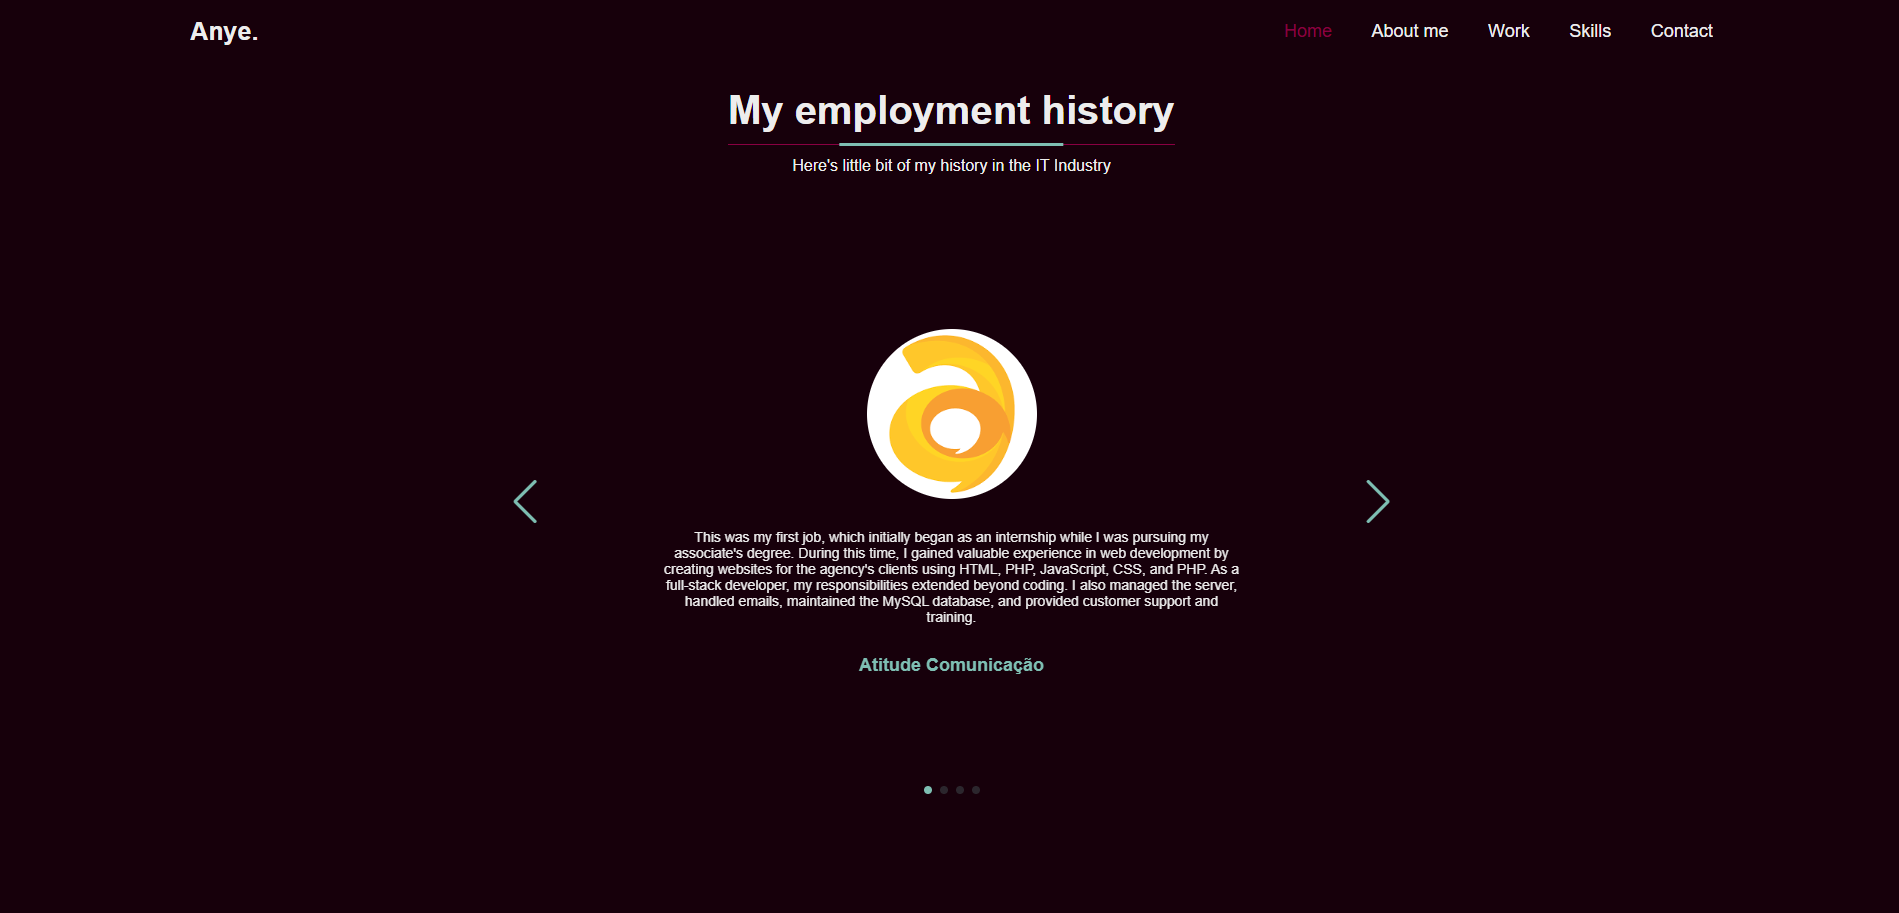 Anye.
Home
About me
Work
Skills
Contact
My employment history
Here's little bit of my history in the IT Industry
This was my first job, which initially began as an internship while I was pursuing my
associate's degree. During this time, I gained valuable experience in web development by
creating websites for the agency's clients using HTML, PHP, JavaScript, CSS, and PHP. As a
full-stack developer, my responsibilities extended beyond coding. I also managed the server,
handled emails, maintained the MySQL database, and provided customer support and
training.
Atitude Comunicação